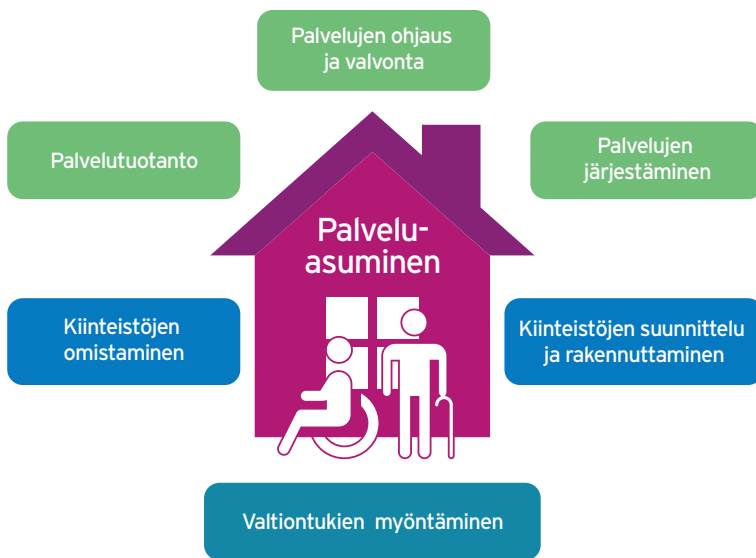 Palvelujen ohjaus
ja valvonta
Palvelutuotanto
Palvelujen
järjestäminen
Palvelu-
asuminen
Kiinteistöjen
omistaminen
Kiinteistöjen suunnittelu
ja rakennuttaminen
Valtiontukien myöntäminen